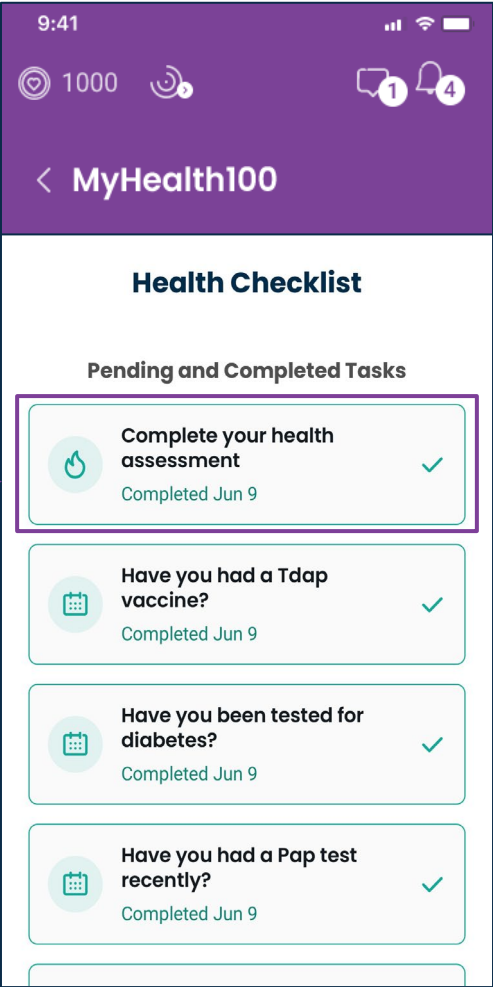 9:41
1000
1
4
MyHealth100
Health Checklist
Pending and Completed Tasks
Complete your health
assessment
Completed Jun 9
Have you had a Tdap
vaccine?
Completed Jun 9
Have you been tested for
diabetes?
Completed Jun 9
Have you had a Pap test
recently?
Completed Jun 9